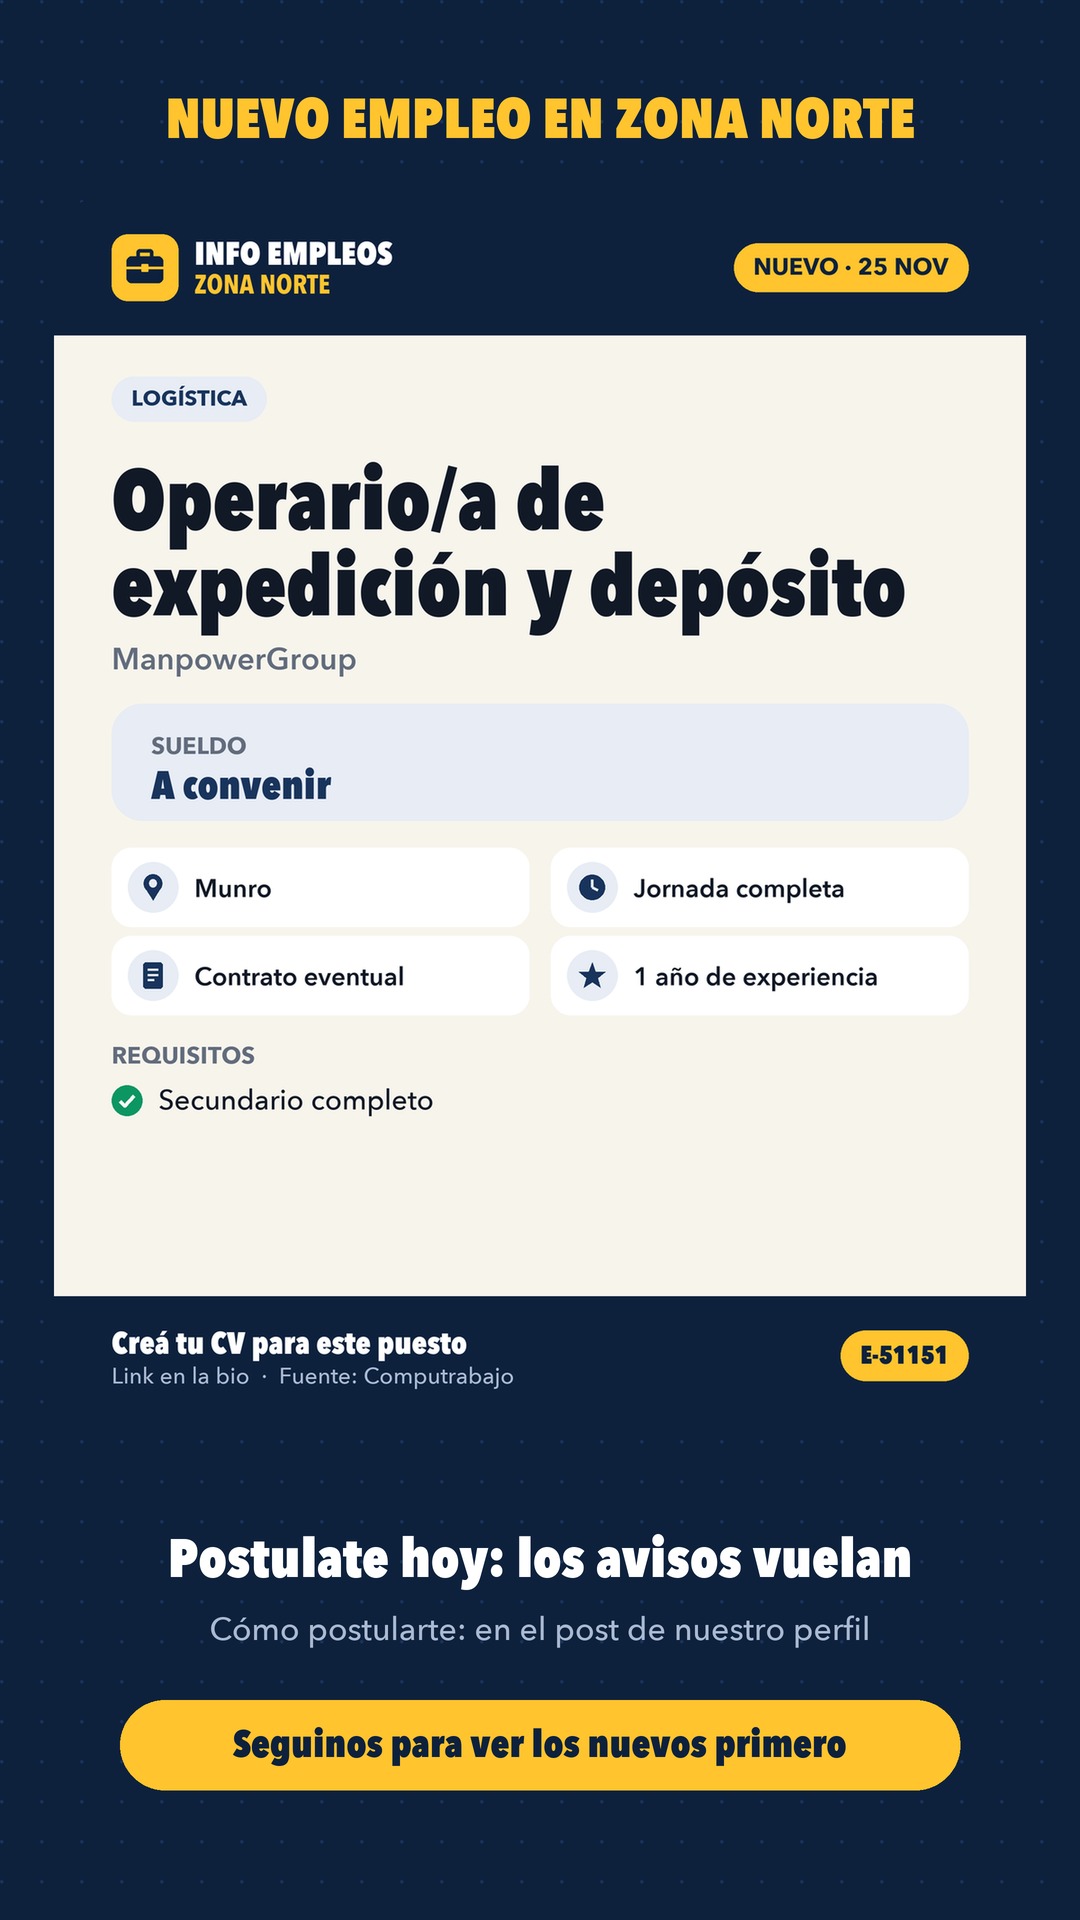 NUEVO EMPLEO EN ZONA NORTE
INFO EMPLEOS
ZONA NORTE
NUEVO · 25 NOV
LOGÍSTICA
Operario/a de
expedición y depósito
ManpowerGroup
SUELDO
A convenir
Munro
Jornada completa
Contrato eventual
1 año de experiencia
REQUISITOS
Secundario completo
Creá tu CV para este puesto
Link en la bio · Fuente: Computrabajo
E-51151
Postulate hoy: los avisos vuelan
Cómo postularte: en el post de nuestro perfil
Seguinos para ver los nuevos primero